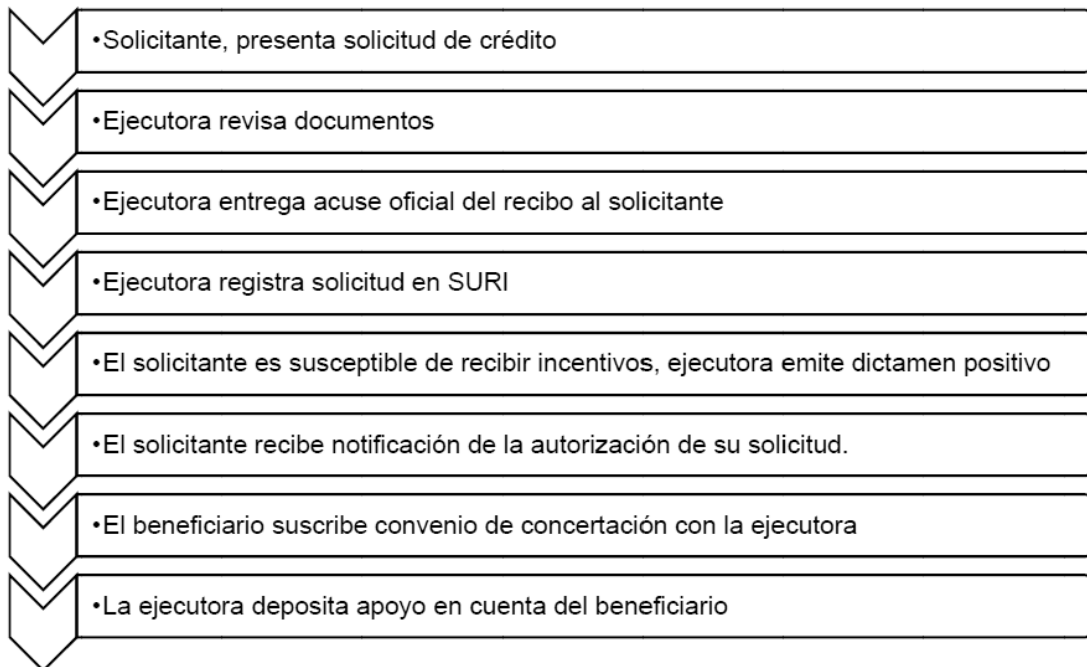 •Solicitante, presenta solicitud de crédito
•Ejecutora revisa documentos
•Ejecutora entrega acuse oficial del recibo al solicitante
•Ejecutora registra solicitud en SURI
•El solicitante es susceptible de recibir incentivos, ejecutora emite dictamen positivo
•El solicitante recibe notificación de la autorización de su solicitud.
•El beneficiario suscribe convenio de concertación con la ejecutora
•La ejecutora deposita apoyo en cuenta del beneficiario